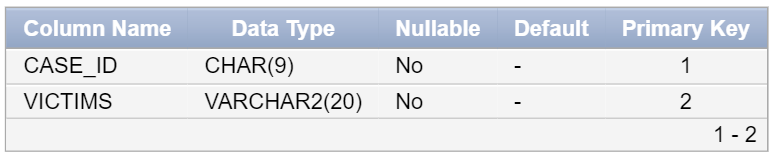 Column Name Data Type Nullable Default Primary Key
CASE_ID CHAR(9) No - 1
VICTIMS VARCHAR2(20) No - 2
1 - 2